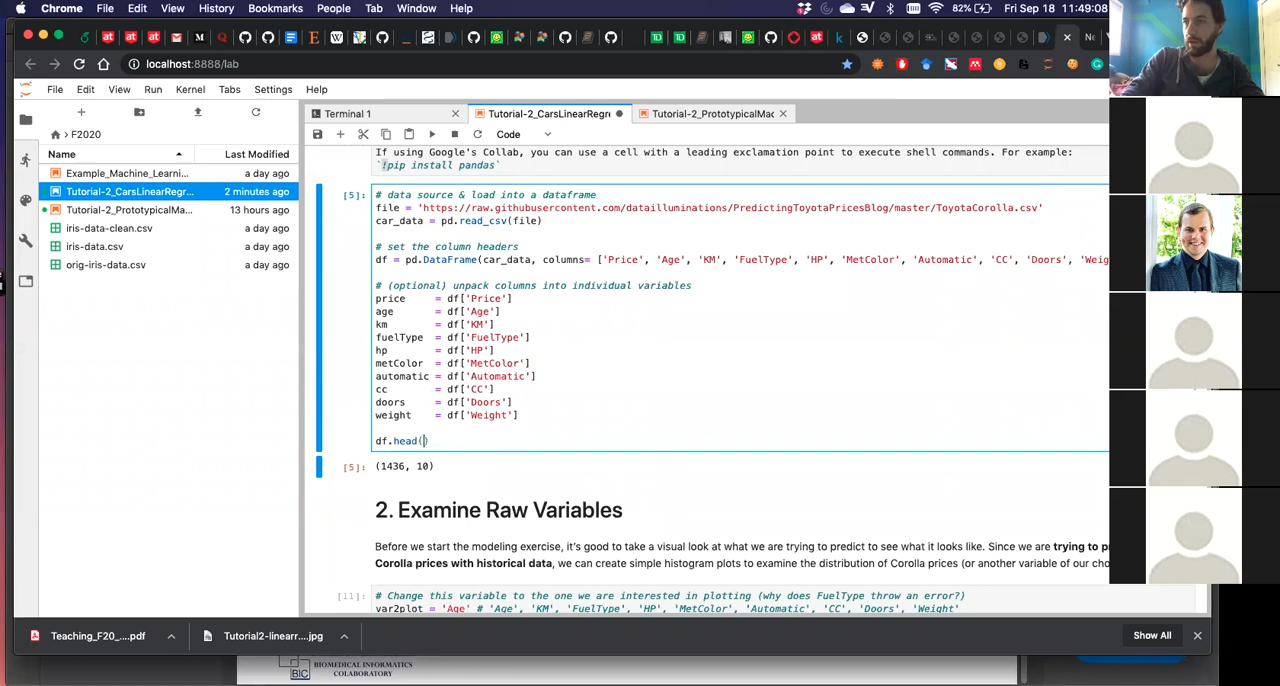 Chrome File Edit View History Bookmarks People Tab Window Help 82% Fri Sep 18 11:49:08
localhost:8888/lab
File Edit View Run Kernel Tabs Settings Help
F2020
Name Last Modified
Example_Machine_Learni... a day ago
Tutorial-2_CarsLinearRegr... 2 minutes ago
Tutorial-2_PrototypicalMa... 13 hours ago
iris-data-clean.csv a day ago
iris-data.csv a day ago
orig-iris-data.csv a day ago
Terminal 1
Tutorial-2_CarsLinearRegre
Tutorial-2_PrototypicalMac
Code
If using Google's Collab, you can use a cell with a leading exclamation point to execute shell commands. For example:
`!pip install pandas`
[5]:
# data source & load into a dataframe
file = 'https://raw.githubusercontent.com/datailluminations/PredictingToyotaPricesBlog/master/ToyotaCorolla.csv'
car_data = pd.read_csv(file)
# set the column headers
df = pd.DataFrame(car_data, columns= ['Price', 'Age', 'KM', 'FuelType', 'HP', 'MetColor', 'Automatic', 'CC', 'Doors', 'Weig
# (optional) unpack columns into individual variables
price = df['Price']
age = df['Age']
km = df['KM']
fuelType = df['FuelType']
hp = df['HP']
metColor = df['MetColor']
automatic = df['Automatic']
cc = df['CC']
doors = df['Doors']
weight = df['Weight']
df.head()
[5]: (1436, 10)
2. Examine Raw Variables
Before we start the modeling exercise, it's good to take a visual look at what we are trying to predict to see what it looks like. Since we are trying to pr
Corolla prices with historical data, we can create simple histogram plots to examine the distribution of Corolla prices (or another variable of our cho
[11]: # Change this variable to the one we are interested in plotting (why does FuelType throw an error?)
var2plot = 'Age' # 'Age', 'KM', 'FuelType', 'HP', 'MetColor', 'Automatic', 'CC', 'Doors', 'Weight'
Teaching_F20_....pdf
Tutorial2-linearr....jpg
Show All
BIC
BIOMEDICAL INFORMATICS
COLABORATORY